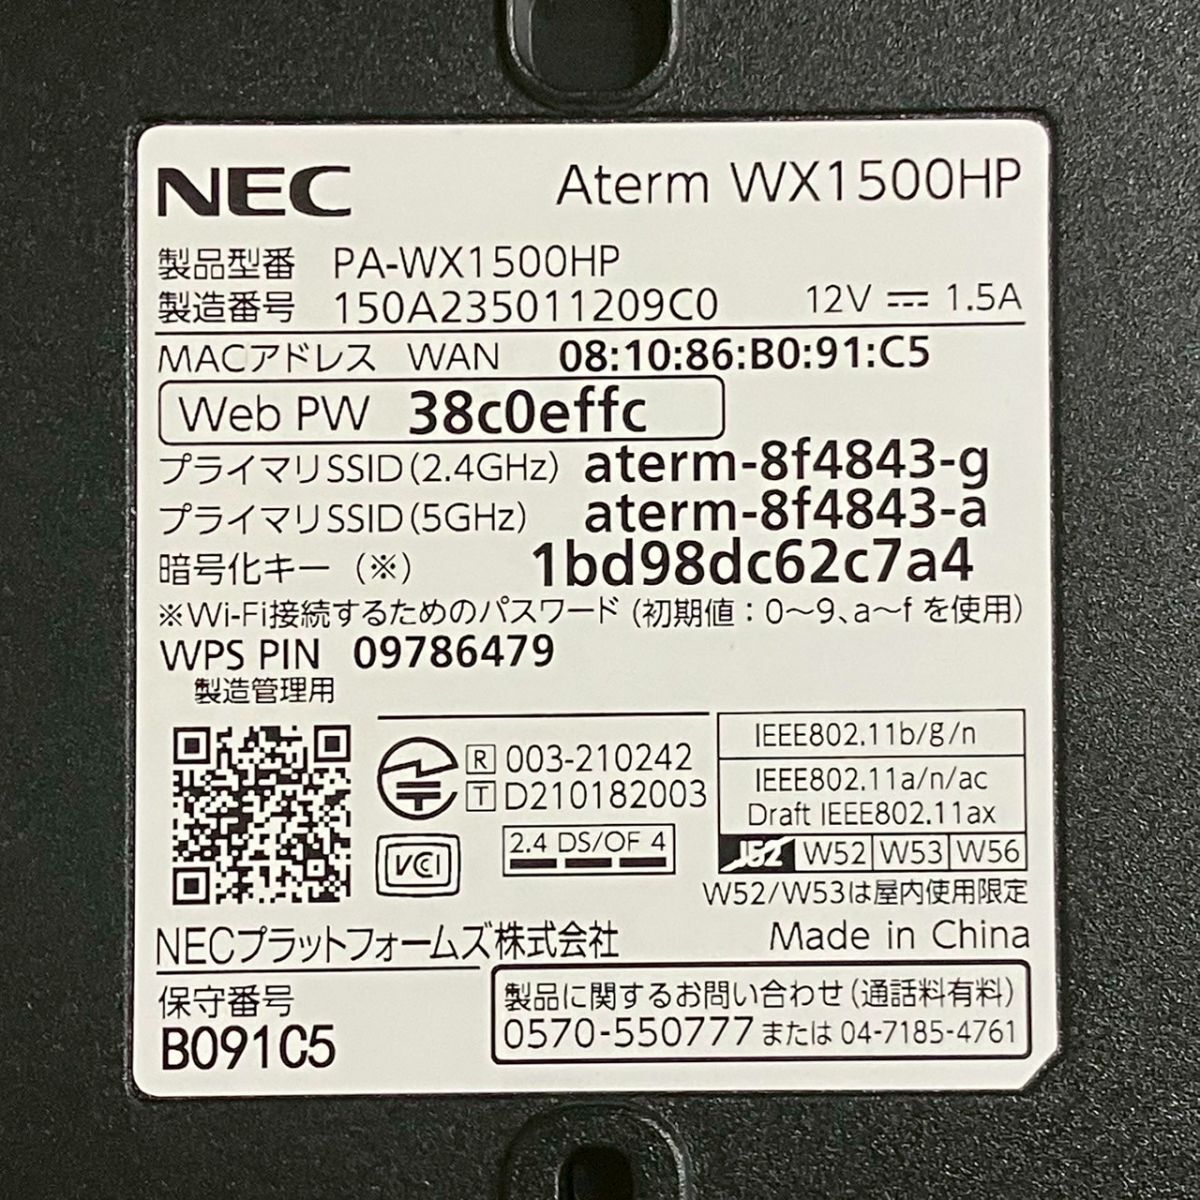 NEC Aterm WX1500HP
製品型番 PA-WX1500HP
製造番号 150A235011209C0 12V ⎓ 1.5A
MACアドレス WAN 08:10:86:B0:91:C5
Web PW 38c0effc
プライマリSSID(2.4GHz) aterm-8f4843-g
プライマリSSID(5GHz) aterm-8f4843-a
暗号化キー (※) 1bd98dc62c7a4
※Wi-Fi接続するためのパスワード (初期値：0～9、a～f を使用)
WPS PIN 09786479
製造管理用
R 003-210242
T D210182003
VCCI
2.4 DS/OF 4
IEEE802.11b/g/n
IEEE802.11a/n/ac
Draft IEEE802.11ax
J52 W52 W53 W56
W52/W53は屋内使用限定
NECプラットフォームズ株式会社 Made in China
保守番号
B091C5
製品に関するお問い合わせ(通話料有料)
0570-550777 または 04-7185-4761